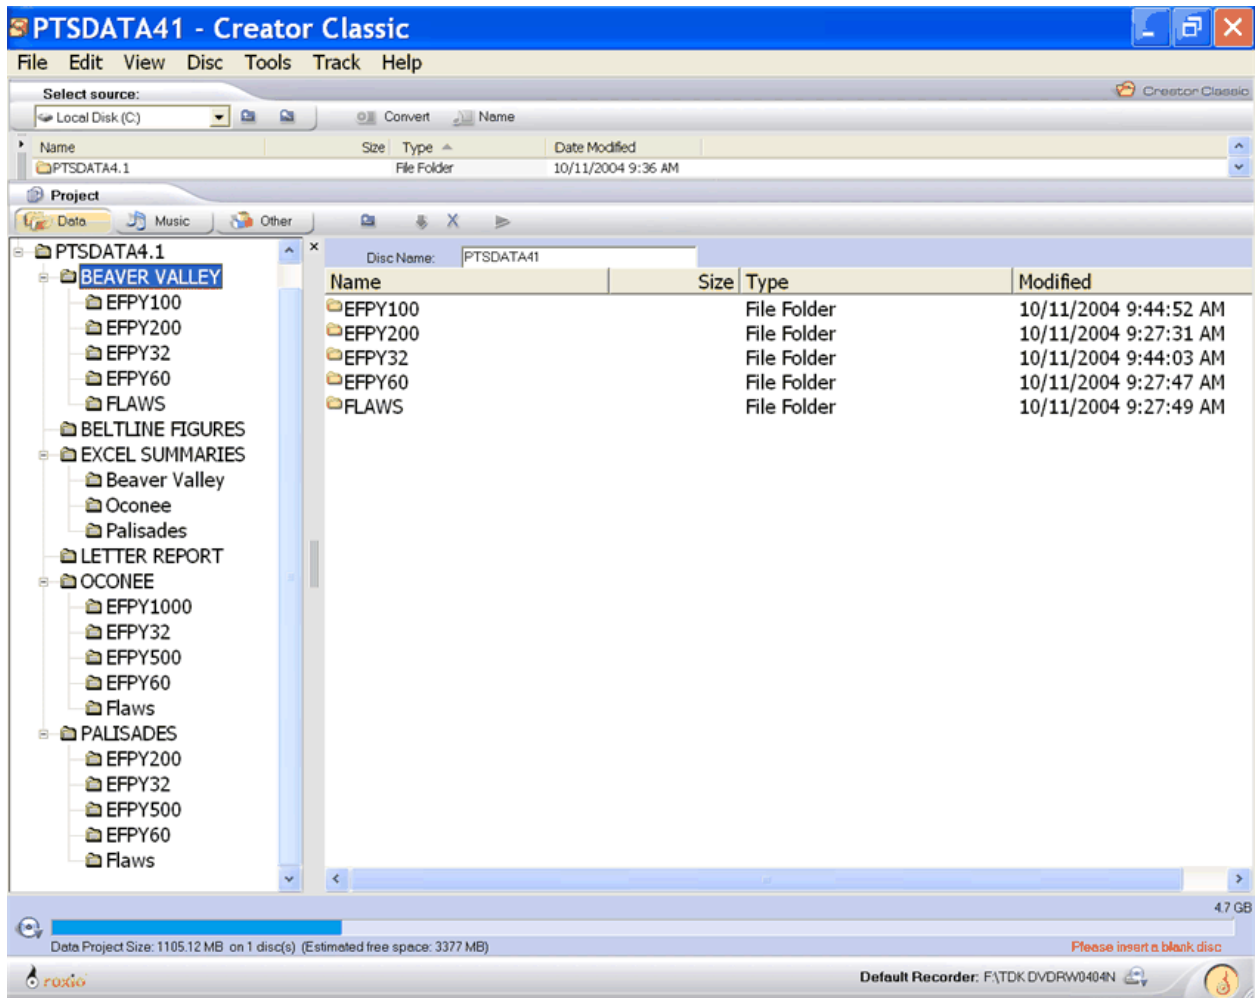 PTSDATA41 - Creator Classic
File Edit View Disc Tools Track Help
Select source:
Creator Classic
Local Disk (C:) Convert Name
Name Size Type Date Modified
PTSDATA4.1 File Folder 10/11/2004 9:36 AM
Project
Data Music Other
Disc Name: PTSDATA41
Name Size Type Modified
EFPY100 File Folder 10/11/2004 9:44:52 AM
EFPY200 File Folder 10/11/2004 9:27:31 AM
EFPY32 File Folder 10/11/2004 9:44:03 AM
EFPY60 File Folder 10/11/2004 9:27:47 AM
FLAWS File Folder 10/11/2004 9:27:49 AM
PTSDATA4.1
BEAVER VALLEY
EFPY100
EFPY200
EFPY32
EFPY60
FLAWS
BELTLINE FIGURES
EXCEL SUMMARIES
Beaver Valley
Oconee
Palisades
LETTER REPORT
OCONEE
EFPY1000
EFPY32
EFPY500
EFPY60
Flaws
PALISADES
EFPY200
EFPY32
EFPY500
EFPY60
Flaws
4.7 GB
Data Project Size: 1105.12 MB on 1 disc(s) (Estimated free space: 3377 MB) Please insert a blank disc
roxio Default Recorder: F:\TDK DVDRW0404N